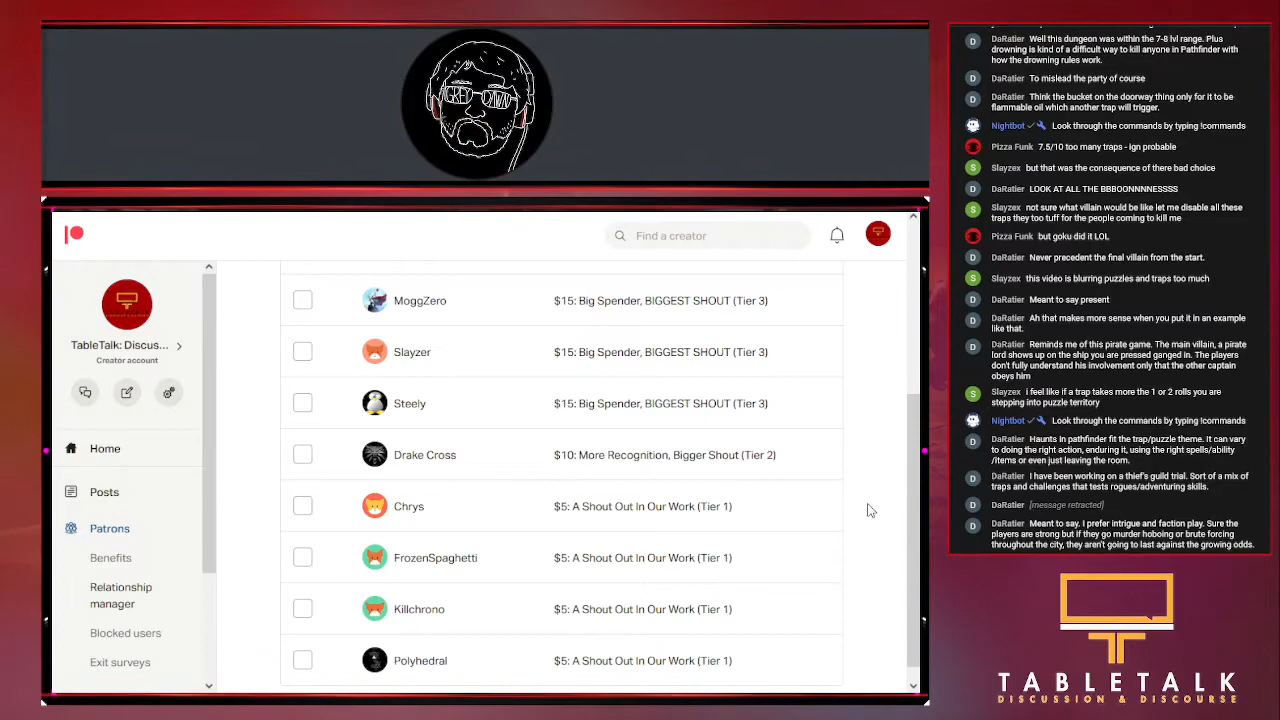 Find a creator
TableTalk: Discus...
Creator account
Home
Posts
Patrons
Benefits
Relationship
manager
Blocked users
Exit surveys
MoggZero $15: Big Spender, BIGGEST SHOUT (Tier 3)
Slayzer $15: Big Spender, BIGGEST SHOUT (Tier 3)
Steely $15: Big Spender, BIGGEST SHOUT (Tier 3)
Drake Cross $10: More Recognition, Bigger Shout (Tier 2)
Chrys $5: A Shout Out In Our Work (Tier 1)
FrozenSpaghetti $5: A Shout Out In Our Work (Tier 1)
Killchrono $5: A Shout Out In Our Work (Tier 1)
Polyhedral $5: A Shout Out In Our Work (Tier 1)
DaRatier Well this dungeon was within the 7-8 lvl range. Plus
drowning is kind of a difficult way to kill anyone in Pathfinder with
how the drowning rules work.
DaRatier To mislead the party of course
DaRatier Think the bucket on the doorway thing only for it to be
flammable oil which another trap will trigger.
Nightbot Look through the commands by typing !commands
Pizza Funk 7.5/10 too many traps - ign probable
Slayzex but that was the consequence of there bad choice
DaRatier LOOK AT ALL THE BBBOONNNNESSSS
Slayzex not sure what villain would be like let me disable all these
traps they too tuff for the people coming to kill me
Pizza Funk but goku did it LOL
DaRatier Never precedent the final villain from the start.
Slayzex this video is blurring puzzles and traps too much
DaRatier Meant to say present
DaRatier Ah that makes more sense when you put it in an example
like that.
DaRatier Reminds me of this pirate game. The main villain, a pirate
lord shows up on the ship you are pressed ganged in. The players
don't fully understand his involvement only that the other captain
obeys him
Slayzex i feel like if a trap takes more the 1 or 2 rolls you are
stepping into puzzle territory
Nightbot Look through the commands by typing !commands
DaRatier Haunts in pathfinder fit the trap/puzzle theme. It can vary
to doing the right action, enduring it, using the right spells/ability
/items or even just leaving the room.
DaRatier I have been working on a thief's guild trial. Sort of a mix of
traps and challenges that tests rogues/adventuring skills.
DaRatier [message retracted]
DaRatier Meant to say. I prefer intrigue and faction play. Sure the
players are strong but if they go murder hoboing or brute forcing
throughout the city, they aren't going to last against the growing odds.
TABLETALK
DISCUSSION & DISCOURSE